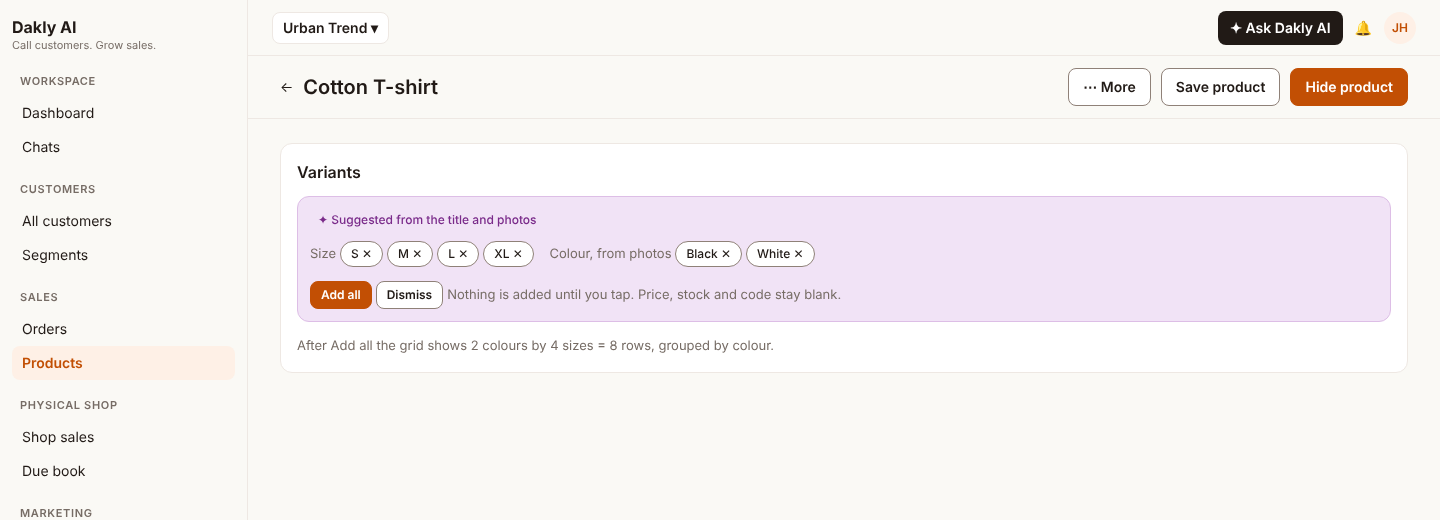 Dakly AI
Call customers. Grow sales.
WORKSPACE
Dashboard
Chats
CUSTOMERS
All customers
Segments
SALES
Orders
Products
PHYSICAL SHOP
Shop sales
Due book
MARKETING
Urban Trend ▾
✦ Ask Dakly AI
JH
← Cotton T-shirt
··· More
Save product
Hide product
Variants
✦ Suggested from the title and photos
Size S ✕ M ✕ L ✕ XL ✕ Colour, from photos Black ✕ White ✕
Add all Dismiss Nothing is added until you tap. Price, stock and code stay blank.
After Add all the grid shows 2 colours by 4 sizes = 8 rows, grouped by colour.